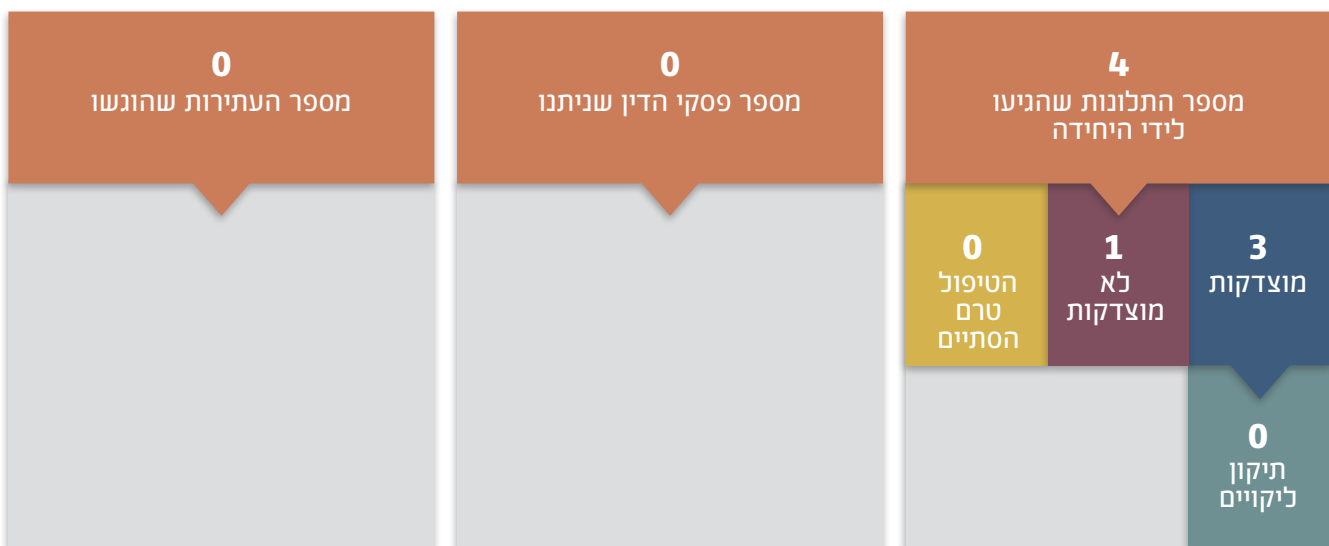 4
מספר התלונות שהגיעו
לידי היחידה
3
מוצדקות
1
לא
מוצדקות
0
הטיפול
טרם
הסתיים
0
תיקון
ליקויים
0
מספר פסקי הדין שניתנו
0
מספר העתירות שהוגשו